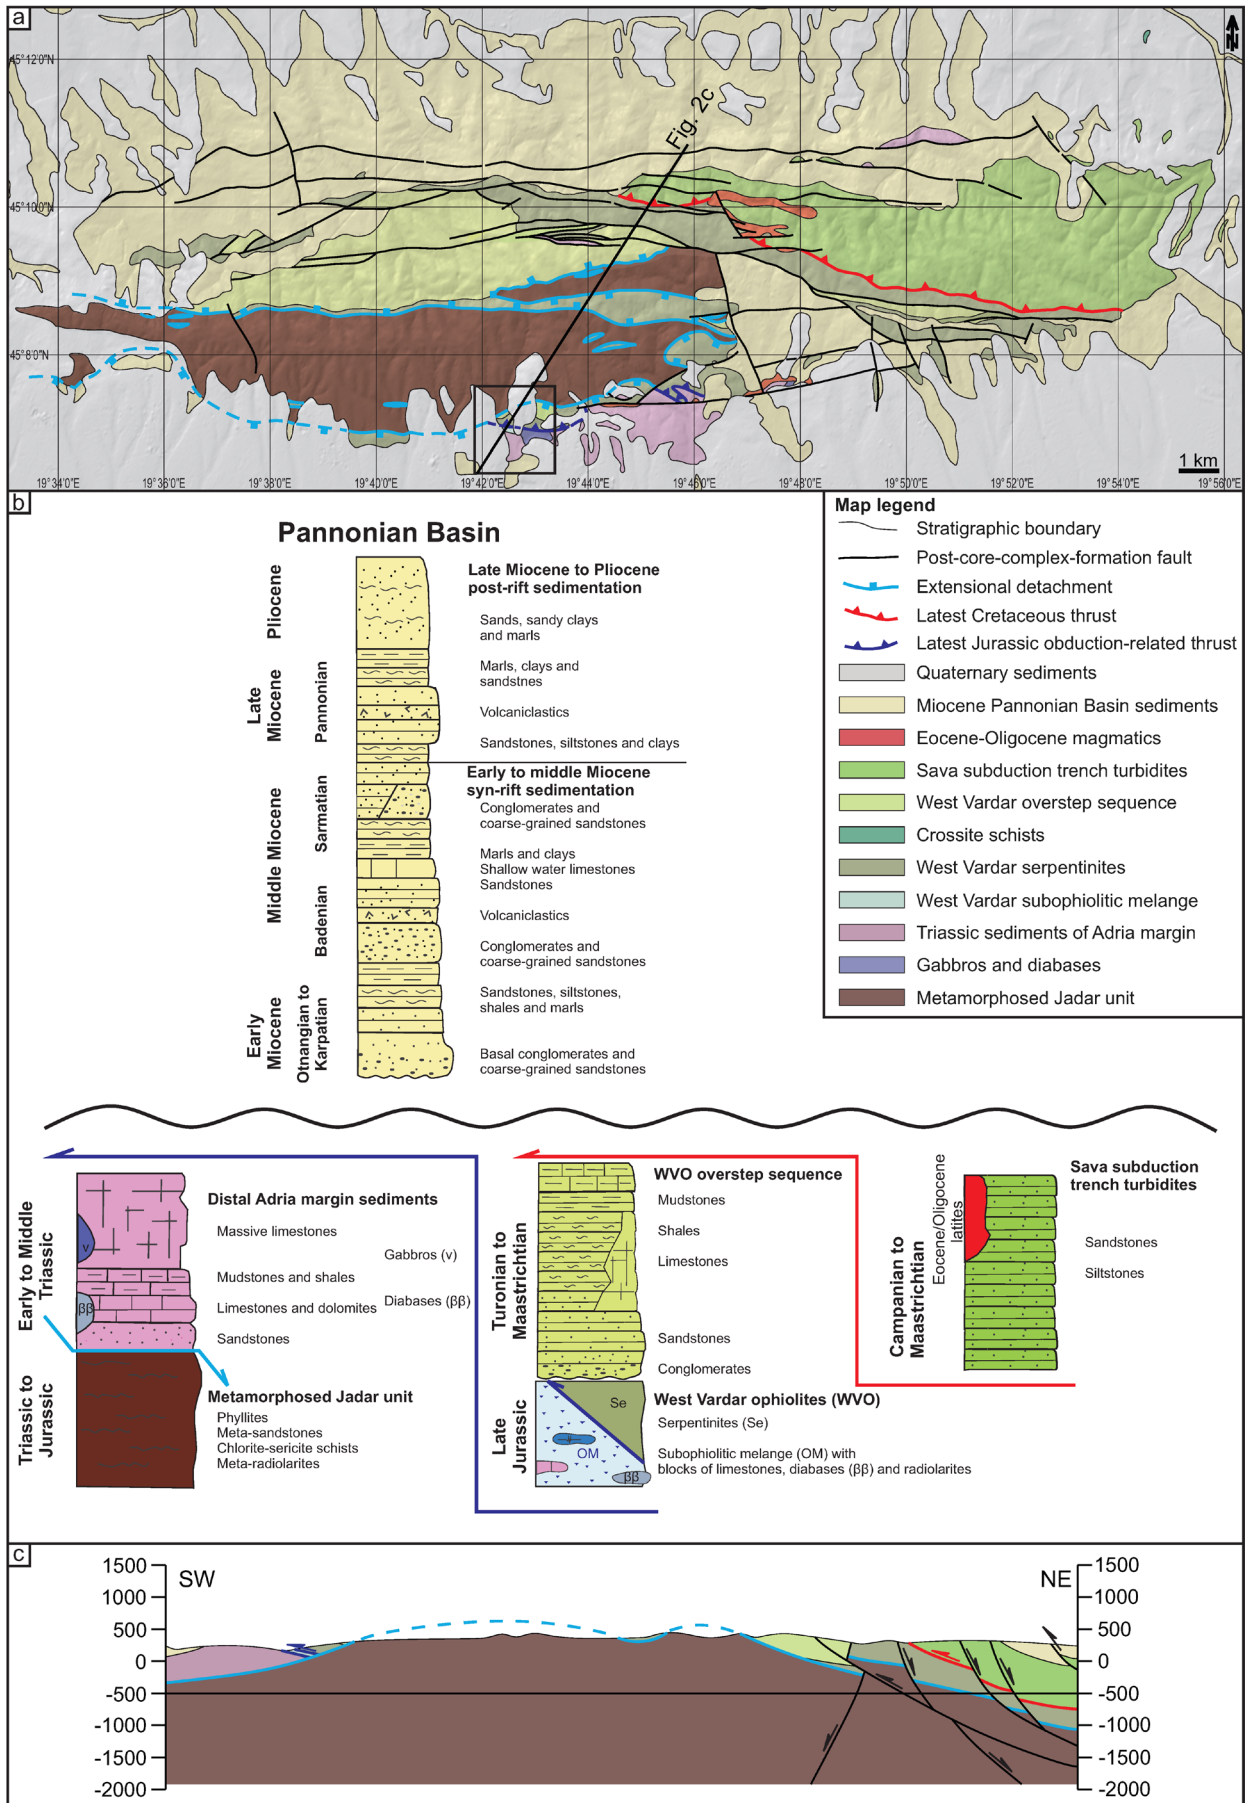 a
N
45°12'0"N
Fig. 2c
45°10'0"N
45°8'0"N
1 km
19°34'0"E 19°36'0"E 19°38'0"E 19°40'0"E 19°42'0"E 19°44'0"E 19°46'0"E 19°48'0"E 19°50'0"E 19°52'0"E 19°54'0"E 19°56'0"E
b
Pannonian Basin
Pliocene
Late
Miocene
Pannonian
Middle Miocene
Sarmatian
Badenian
Early
Miocene
Otnangian to
Karpatian
Late Miocene to Pliocene
post-rift sedimentation
Sands, sandy clays
and marls
Marls, clays and
sandstnes
Volcaniclastics
Sandstones, siltstones and clays
Early to middle Miocene
syn-rift sedimentation
Conglomerates and
coarse-grained sandstones
Marls and clays
Shallow water limestones
Sandstones
Volcaniclastics
Conglomerates and
coarse-grained sandstones
Sandstones, siltstones,
shales and marls
Basal conglomerates and
coarse-grained sandstones
Map legend
Stratigraphic boundary
Post-core-complex-formation fault
Extensional detachment
Latest Cretaceous thrust
Latest Jurassic obduction-related thrust
Quaternary sediments
Miocene Pannonian Basin sediments
Eocene-Oligocene magmatics
Sava subduction trench turbidites
West Vardar overstep sequence
Crossite schists
West Vardar serpentinites
West Vardar subophiolitic melange
Triassic sediments of Adria margin
Gabbros and diabases
Metamorphosed Jadar unit
Early to Middle
Triassic
Triassic to
Jurassic
v
ββ
Distal Adria margin sediments
Massive limestones
Gabbros (v)
Mudstones and shales
Limestones and dolomites
Diabases (ββ)
Sandstones
Metamorphosed Jadar unit
Phyllites
Meta-sandstones
Chlorite-sericite schists
Meta-radiolarites
Turonian to
Maastrichtian
Late
Jurassic
WVO overstep sequence
Mudstones
Shales
Limestones
Sandstones
Conglomerates
Se
OM
ββ
West Vardar ophiolites (WVO)
Serpentinites (Se)
Subophiolitic melange (OM) with
blocks of limestones, diabases (ββ) and radiolarites
Campanian to
Maastrichtian
Eocene/Oligocene
latites
Sava subduction
trench turbidites
Sandstones
Siltstones
c
SW
NE
1500 1500
1000 1000
500 500
0 0
-500 -500
-1000 -1000
-1500 -1500
-2000 -2000